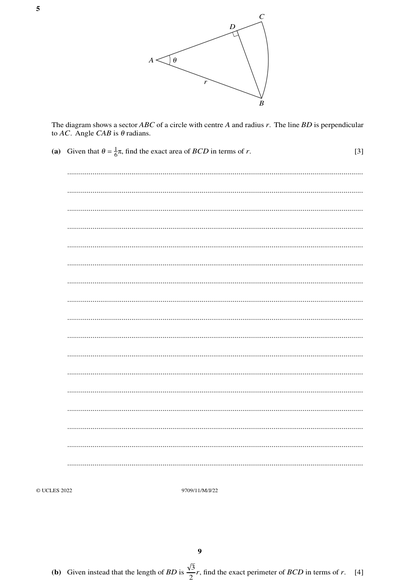 5
C
D
A
θ
r
B
The diagram shows a sector ABC of a circle with centre A and radius r. The line BD is perpendicular
to AC. Angle CAB is θ radians.
(a) Given that θ = 1/6 π, find the exact area of BCD in terms of r. [3]
© UCLES 2022 9709/11/M/J/22
9
(b) Given instead that the length of BD is √3/2 r, find the exact perimeter of BCD in terms of r. [4]